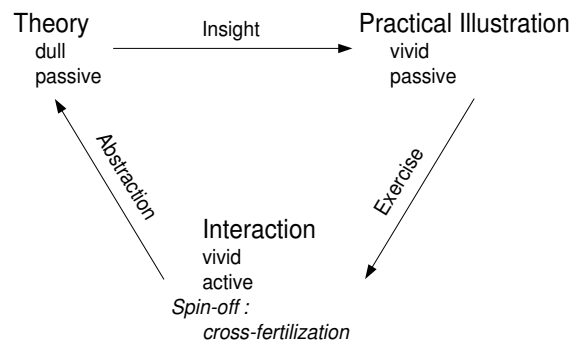 Theory
dull
passive
Insight
Practical Illustration
vivid
passive
Abstraction
Exercise
Interaction
vivid
active
Spin-off :
cross-fertilization